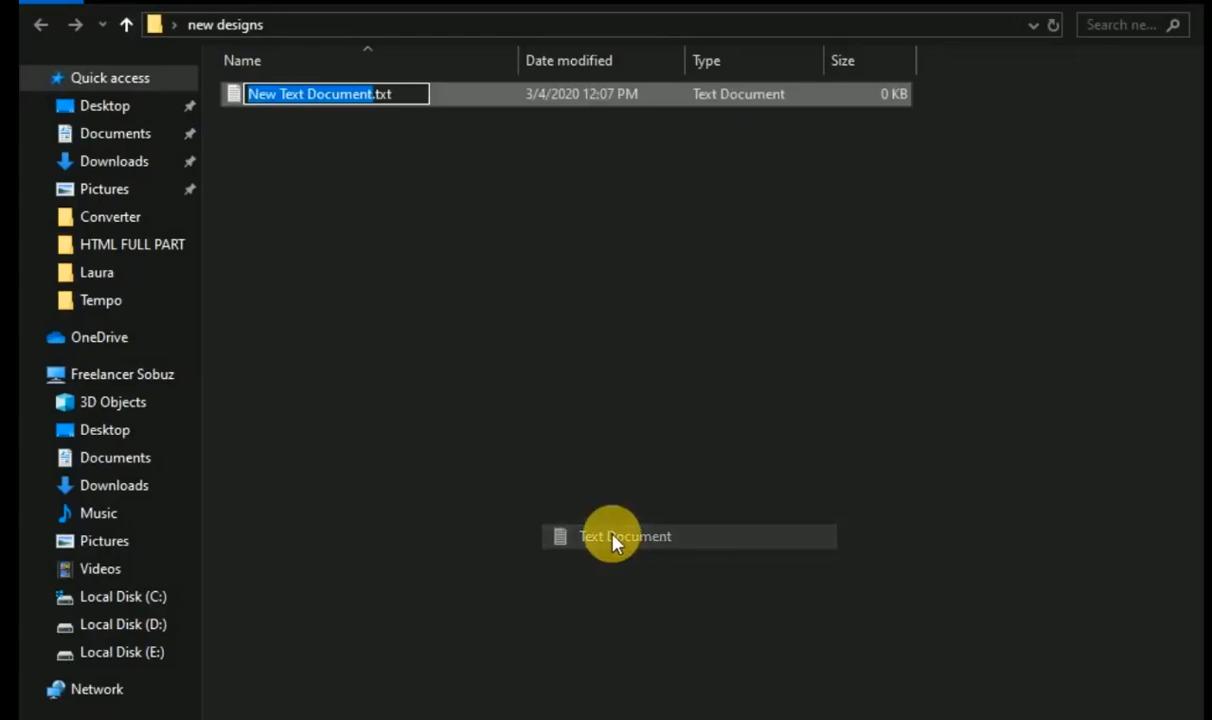 new designs
Search ne...
Name
Date modified
Type
Size
New Text Document.txt
3/4/2020 12:07 PM
Text Document
0 KB
Quick access
Desktop
Documents
Downloads
Pictures
Converter
HTML FULL PART
Laura
Tempo
OneDrive
Freelancer Sobuz
3D Objects
Desktop
Documents
Downloads
Music
Pictures
Videos
Local Disk (C:)
Local Disk (D:)
Local Disk (E:)
Network
Text Document